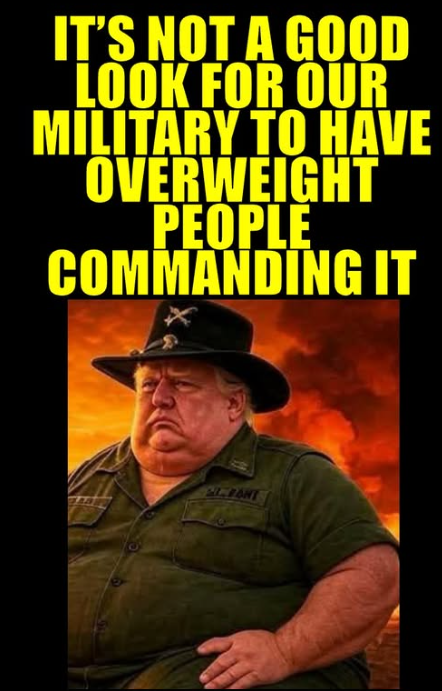 IT'S NOT A GOOD
LOOK FOR OUR
MILITARY TO HAVE
OVERWEIGHT
PEOPLE
COMMANDING IT